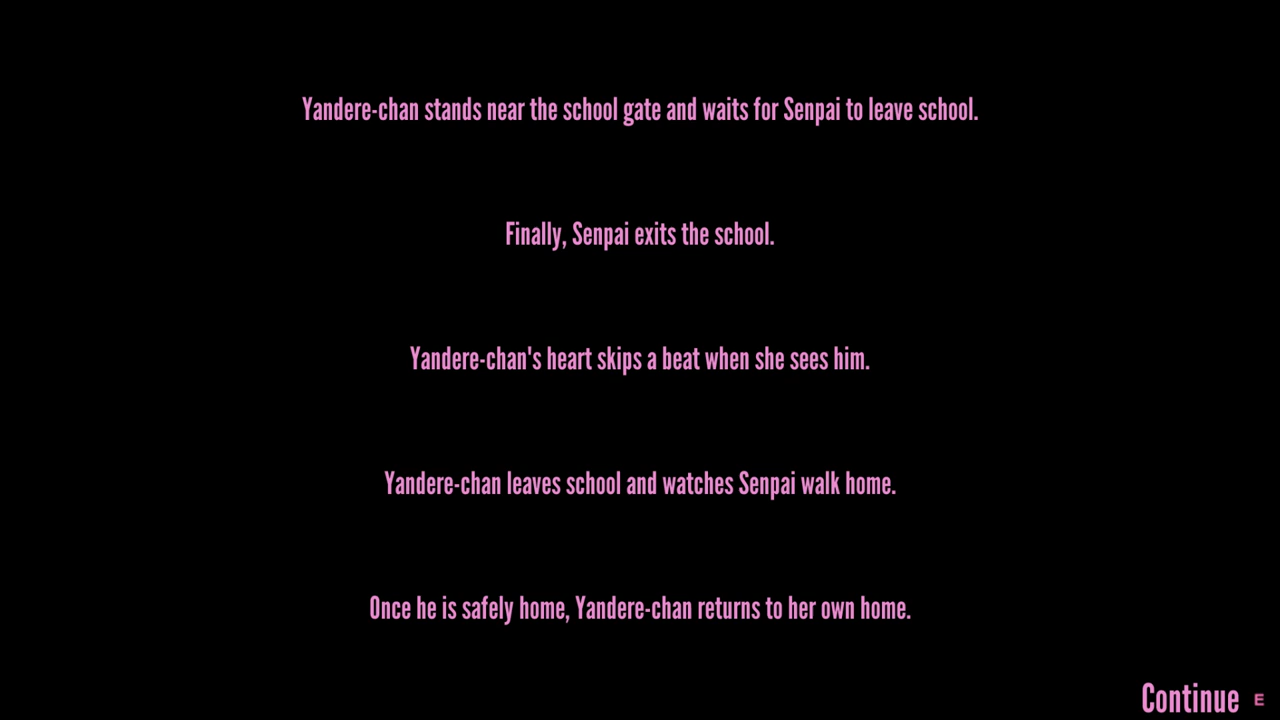 Yandere-chan stands near the school gate and waits for Senpai to leave school.
Finally, Senpai exits the school.
Yandere-chan's heart skips a beat when she sees him.
Yandere-chan leaves school and watches Senpai walk home.
Once he is safely home, Yandere-chan returns to her own home.
Continue E